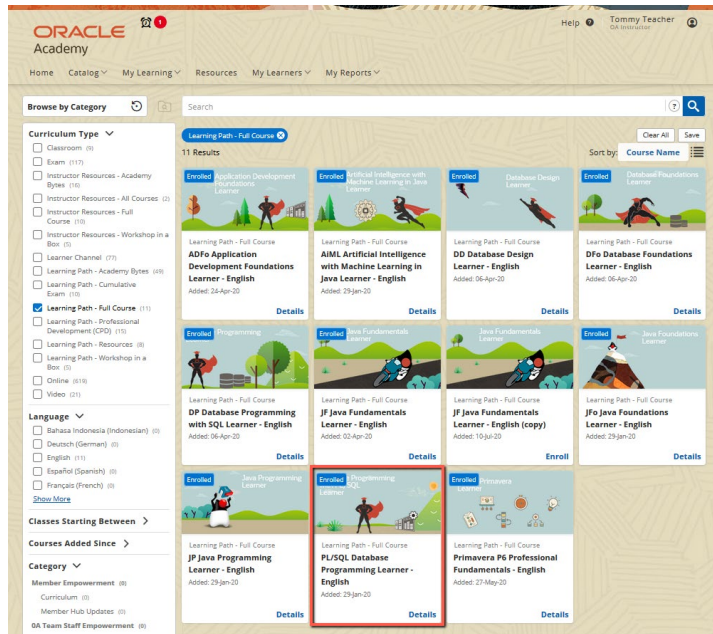 ORACLE
Academy
1
Help
Tommy Teacher
OA Instructor
Home
Catalog
My Learning
Resources
My Learners
My Reports
Browse by Category
Search
?
Curriculum Type
Classroom (9)
Exam (117)
Instructor Resources - Academy
Bytes (16)
Instructor Resources - All Courses (2)
Instructor Resources - Full
Course (10)
Instructor Resources - Workshop in a
Box (5)
Learner Channel (77)
Learning Path - Academy Bytes (49)
Learning Path - Cumulative
Exam (10)
Learning Path - Full Course (11)
Learning Path - Professional
Development (CPD) (15)
Learning Path - Resources (8)
Learning Path - Workshop in a
Box (5)
Online (618)
Video (21)
Language
Bahasa Indonesia (Indonesian) (0)
Deutsch (German) (0)
English (11)
Español (Spanish) (0)
Français (French) (0)
Show More
Classes Starting Between
Courses Added Since
Category
Member Empowerment (0)
Curriculum (0)
Member Hub Updates (0)
OA Team Staff Empowerment (0)
Learning Path - Full Course
Clear All
Save
11 Results
Sort by: Course Name
Enrolled
Application Development
Foundations
Learner
Learning Path - Full Course
ADFo Application
Development Foundations
Learner - English
Added: 24-Apr-20
Details
Enrolled
Artificial Intelligence with
Machine Learning in Java
Learner
Learning Path - Full Course
AiML Artificial Intelligence
with Machine Learning in
Java Learner - English
Added: 29-Jan-20
Details
Enrolled
Database Design
Learner
Learning Path - Full Course
DD Database Design
Learner - English
Added: 06-Apr-20
Details
Enrolled
Database Foundations
Learner
Learning Path - Full Course
DFo Database Foundations
Learner - English
Added: 06-Apr-20
Details
Enrolled
Programming
Learning Path - Full Course
DP Database Programming
with SQL Learner - English
Added: 06-Apr-20
Details
Enrolled
Java Fundamentals
Learner
Learning Path - Full Course
JF Java Fundamentals
Learner - English
Added: 02-Apr-20
Details
Java Fundamentals
Learner
Learning Path - Full Course
JF Java Fundamentals
Learner - English (copy)
Added: 10-Jul-20
Enroll
Enrolled
Java Foundations
Learner
Learning Path - Full Course
JFo Java Foundations
Learner - English
Added: 29-Jan-20
Details
Enrolled
Java Programming
Learner
Learning Path - Full Course
JP Java Programming
Learner - English
Added: 29-Jan-20
Details
Enrolled
Programming
SQL
Learner
Learning Path - Full Course
PL/SQL Database
Programming Learner -
English
Added: 29-Jan-20
Details
Enrolled
Primavera
Learner
Learning Path - Full Course
Primavera P6 Professional
Fundamentals - English
Added: 27-May-20
Details